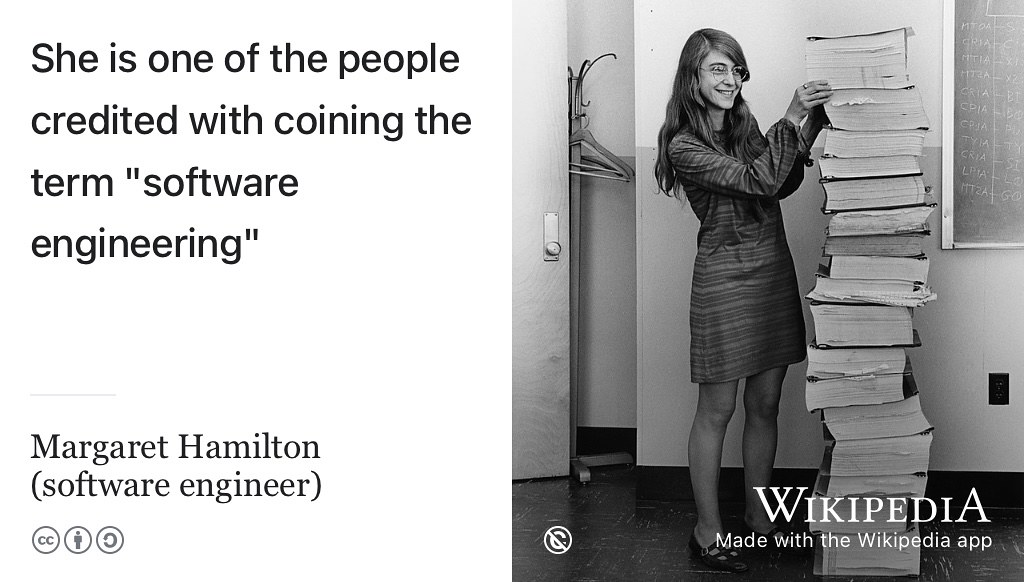 She is one of the people
credited with coining the
term "software
engineering"
Margaret Hamilton
(software engineer)
cc
WIKIPEDIA
Made with the Wikipedia app